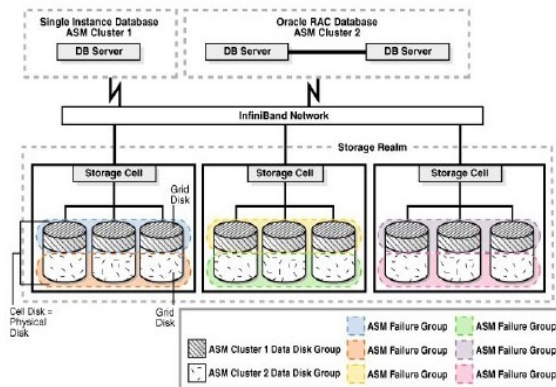 Single Instance Database
ASM Cluster 1
DB Server
Oracle RAC Database
ASM Cluster 2
DB Server
DB Server
InfiniBand Network
Storage Realm
Storage Cell
Storage Cell
Storage Cell
Grid
Disk
Cell Disk =
Physical
Disk
Grid
Disk
ASM Cluster 1 Data Disk Group
ASM Cluster 2 Data Disk Group
ASM Failure Group
ASM Failure Group
ASM Failure Group
ASM Failure Group
ASM Failure Group
ASM Failure Group